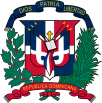 DIOS PATRIA LIBERTAD
REPUBLICA DOMINICANA